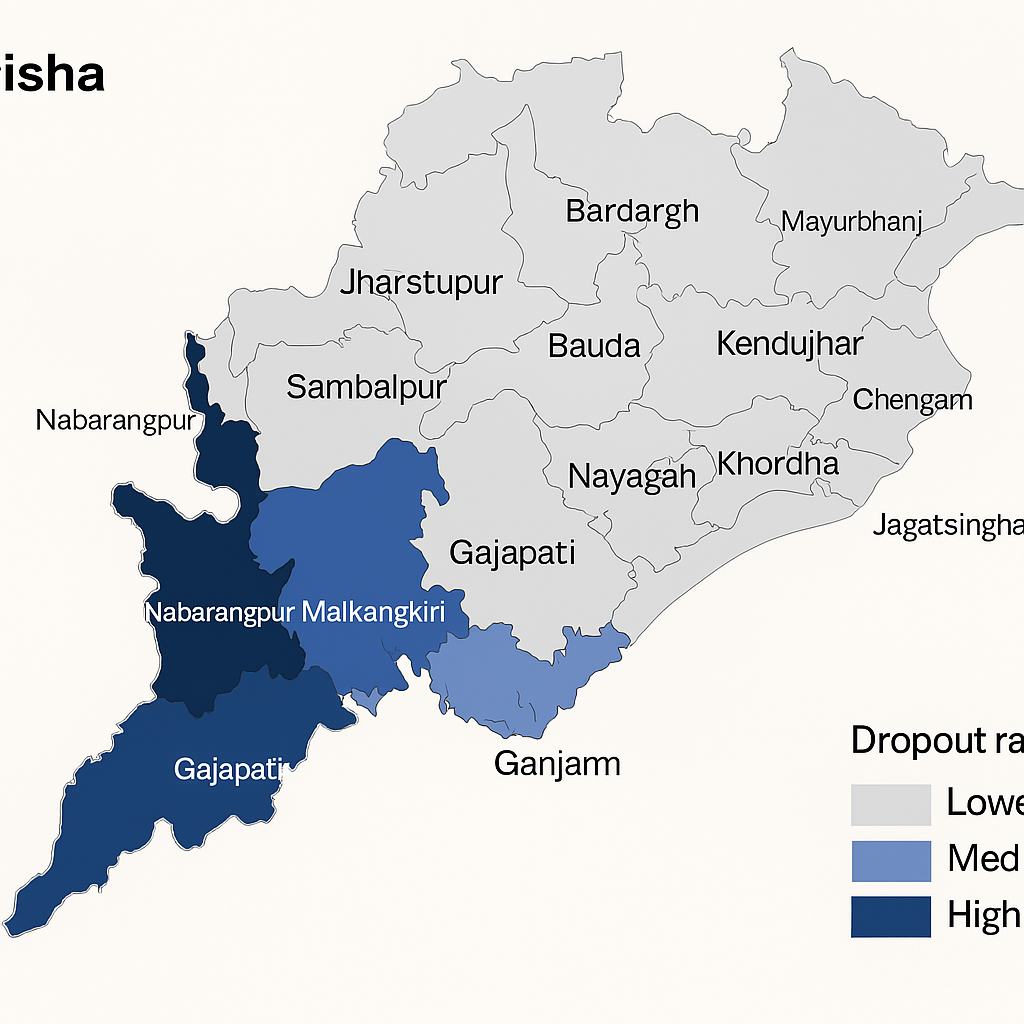 isha
Bardargh
Mayurbhanj
Jharstupur
Bauda
Kendujhar
Sambalpur
Chengam
Nabarangpur
Nayagah
Khordha
Jagatsingha
Gajapati
Nabarangpur
Malkangkiri
Gajapati
Ganjam
Dropout ra
Lowe
Med
High